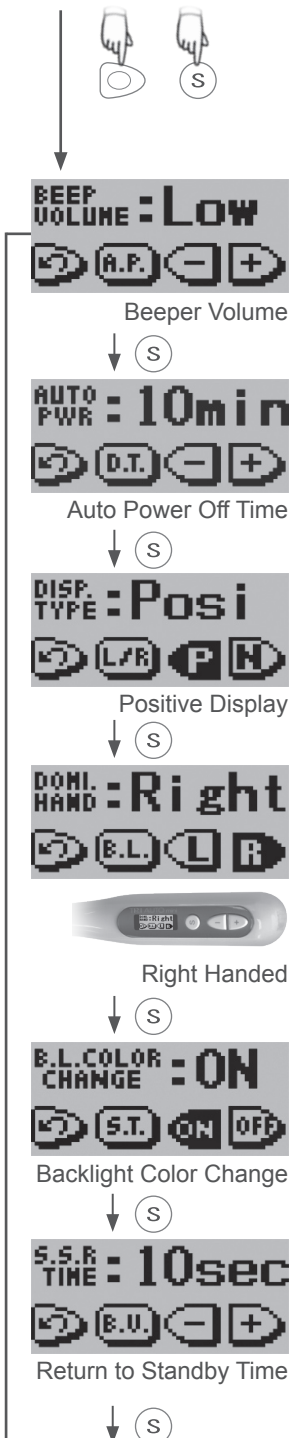 S
BEEP VOLUME : Low
A.P. - +
Beeper Volume
S
AUTO PWR : 10min
D.T. - +
Auto Power Off Time
S
DISP. TYPE : Posi
L/R P N
Positive Display
S
DOMI. HAND : Right
B.L. L R
S - +
Right Handed
S
B.L.COLOR CHANGE : ON
S.T. ON OFF
Backlight Color Change
S
S.S.R TIME : 10sec
B.V. - +
Return to Standby Time
S